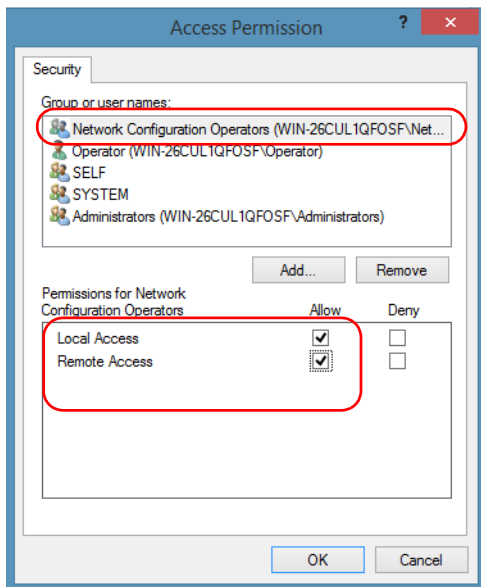 Access Permission
?
Security
Group or user names:
Network Configuration Operators (WIN-26CUL1QFOSF\Net...
Operator (WIN-26CUL1QFOSF\Operator)
SELF
SYSTEM
Administrators (WIN-26CUL1QFOSF\Administrators)
Add...
Remove
Permissions for Network
Configuration Operators
Allow
Deny
Local Access
Remote Access
OK
Cancel